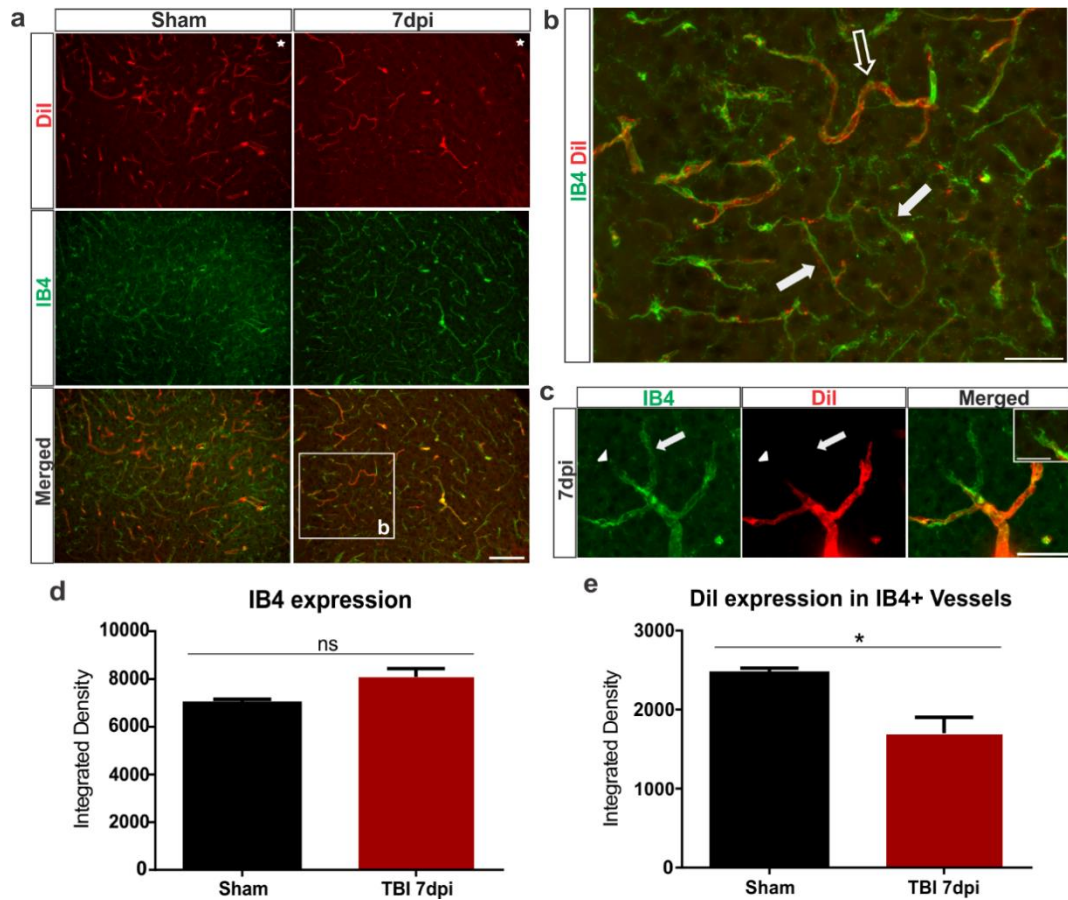 a
Sham 7dpi
DiI
IB4
Merged
b
b
IB4 DiI
c
IB4 DiI Merged
7dpi
d
IB4 expression
ns
10000
8000
6000
4000
2000
0
Integrated Density
Sham TBI 7dpi
e
DiI expression in IB4+ Vessels
*
3000
2000
1000
0
Integrated Density
Sham TBI 7dpi